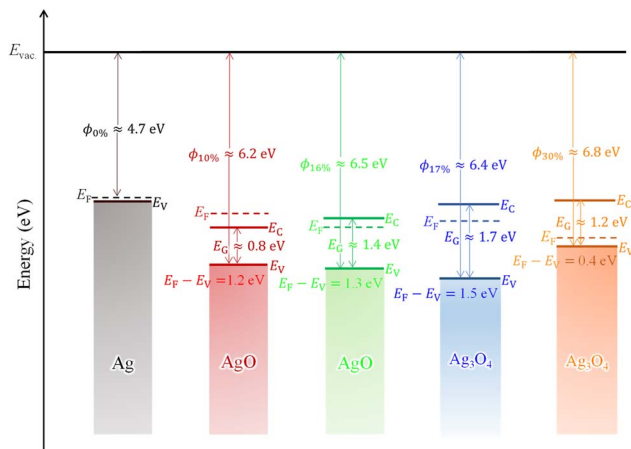 E_vac.
Energy (eV)
ϕ_0% ≈ 4.7 eV
E_F
E_V
Ag
ϕ_10% ≈ 6.2 eV
E_F
E_C
E_G ≈ 0.8 eV
E_V
E_F − E_V = 1.2 eV
AgO
ϕ_16% ≈ 6.5 eV
E_C
E_F
E_G ≈ 1.4 eV
E_V
E_F − E_V = 1.3 eV
AgO
ϕ_17% ≈ 6.4 eV
E_C
E_F
E_G ≈ 1.7 eV
E_V
E_F − E_V = 1.5 eV
Ag₃O₄
ϕ_30% ≈ 6.8 eV
E_C
E_G ≈ 1.2 eV
E_F
E_V
E_F − E_V = 0.4 eV
Ag₃O₄